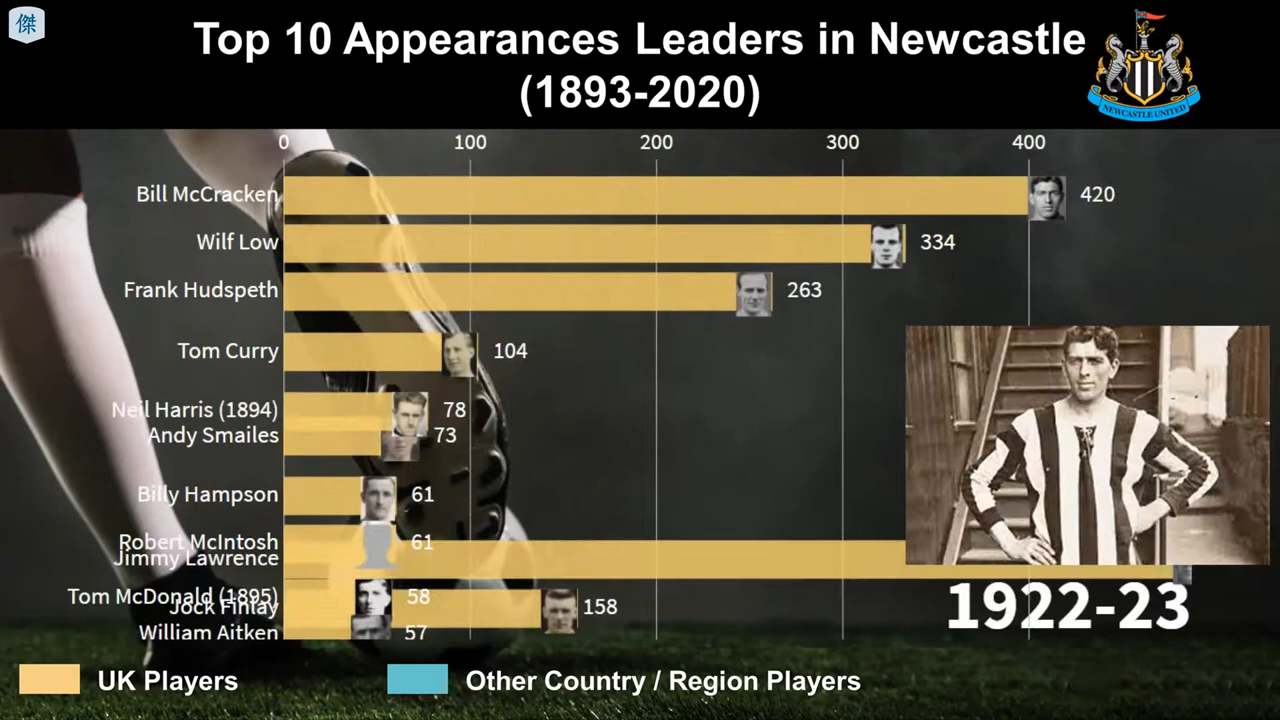 傑
Top 10 Appearances Leaders in Newcastle
(1893-2020)
NEWCASTLE UNITED
0 100 200 300 400
Bill McCracken 420
Wilf Low 334
Frank Hudspeth 263
Tom Curry 104
Neil Harris (1894) 78
Andy Smailes 73
Billy Hampson 61
Robert McIntosh 61
Jimmy Lawrence
Tom McDonald (1895) 58
Jock Finlay 158
William Aitken 57
1922-23
UK Players
Other Country / Region Players